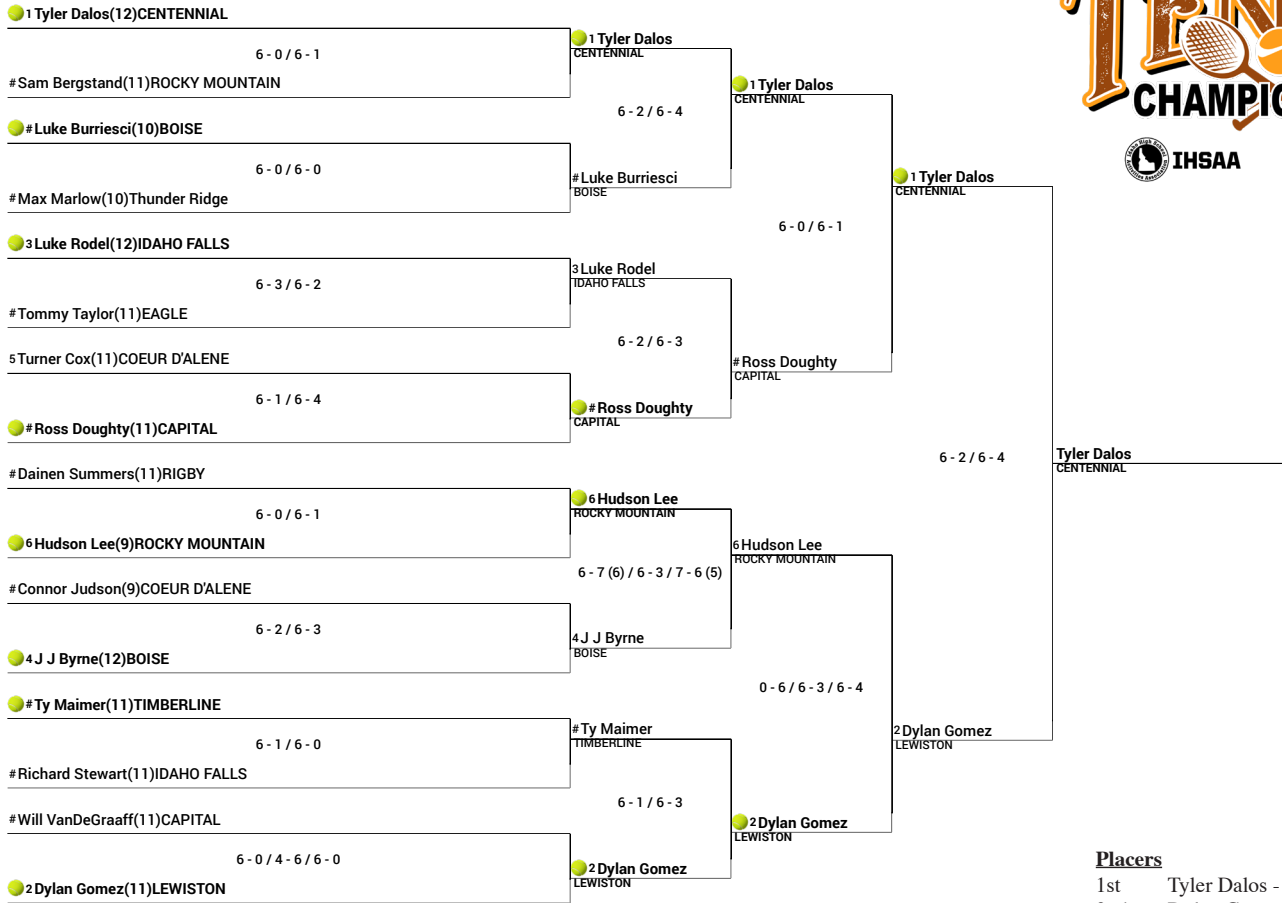 1 Tyler Dalos(12)CENTENNIAL
6 - 0 / 6 - 1
# Sam Bergstand(11)ROCKY MOUNTAIN
# Luke Burriesci(10)BOISE
6 - 0 / 6 - 0
# Max Marlow(10)Thunder Ridge
3 Luke Rodel(12)IDAHO FALLS
6 - 3 / 6 - 2
# Tommy Taylor(11)EAGLE
5 Turner Cox(11)COEUR D'ALENE
6 - 1 / 6 - 4
# Ross Doughty(11)CAPITAL
# Dainen Summers(11)RIGBY
6 - 0 / 6 - 1
6 Hudson Lee(9)ROCKY MOUNTAIN
# Connor Judson(9)COEUR D'ALENE
6 - 2 / 6 - 3
4 J J Byrne(12)BOISE
# Ty Maimer(11)TIMBERLINE
6 - 1 / 6 - 0
# Richard Stewart(11)IDAHO FALLS
# Will VanDeGraaff(11)CAPITAL
6 - 0 / 4 - 6 / 6 - 0
2 Dylan Gomez(11)LEWISTON
1 Tyler Dalos
CENTENNIAL
6 - 2 / 6 - 4
# Luke Burriesci
BOISE
3 Luke Rodel
IDAHO FALLS
6 - 2 / 6 - 3
# Ross Doughty
CAPITAL
6 Hudson Lee
ROCKY MOUNTAIN
6 - 7 (6) / 6 - 3 / 7 - 6 (5)
4 J J Byrne
BOISE
# Ty Maimer
TIMBERLINE
6 - 1 / 6 - 3
2 Dylan Gomez
LEWISTON
1 Tyler Dalos
CENTENNIAL
6 - 0 / 6 - 1
# Ross Doughty
CAPITAL
6 Hudson Lee
ROCKY MOUNTAIN
0 - 6 / 6 - 3 / 6 - 4
2 Dylan Gomez
LEWISTON
1 Tyler Dalos
CENTENNIAL
6 - 2 / 6 - 4
2 Dylan Gomez
LEWISTON
Tyler Dalos
CENTENNIAL
TEN
CHAMPIO
IHSAA
Placers
1st Tyler Dalos -